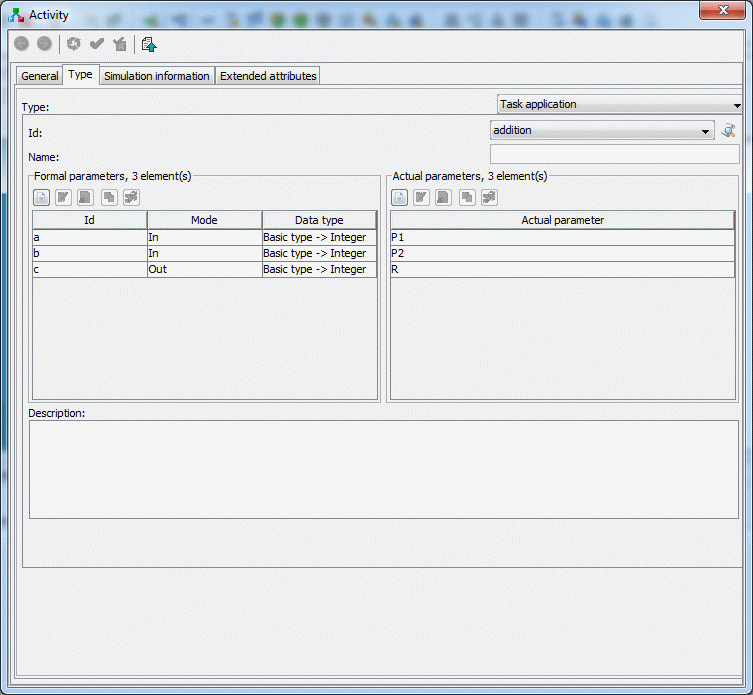 Activity
General Type Simulation information Extended attributes
Type: Task application
Id: addition
Name:
Formal parameters, 3 element(s) Actual parameters, 3 element(s)
Id Mode Data type Actual parameter
a In Basic type -> Integer P1
b In Basic type -> Integer P2
c Out Basic type -> Integer R
Description: